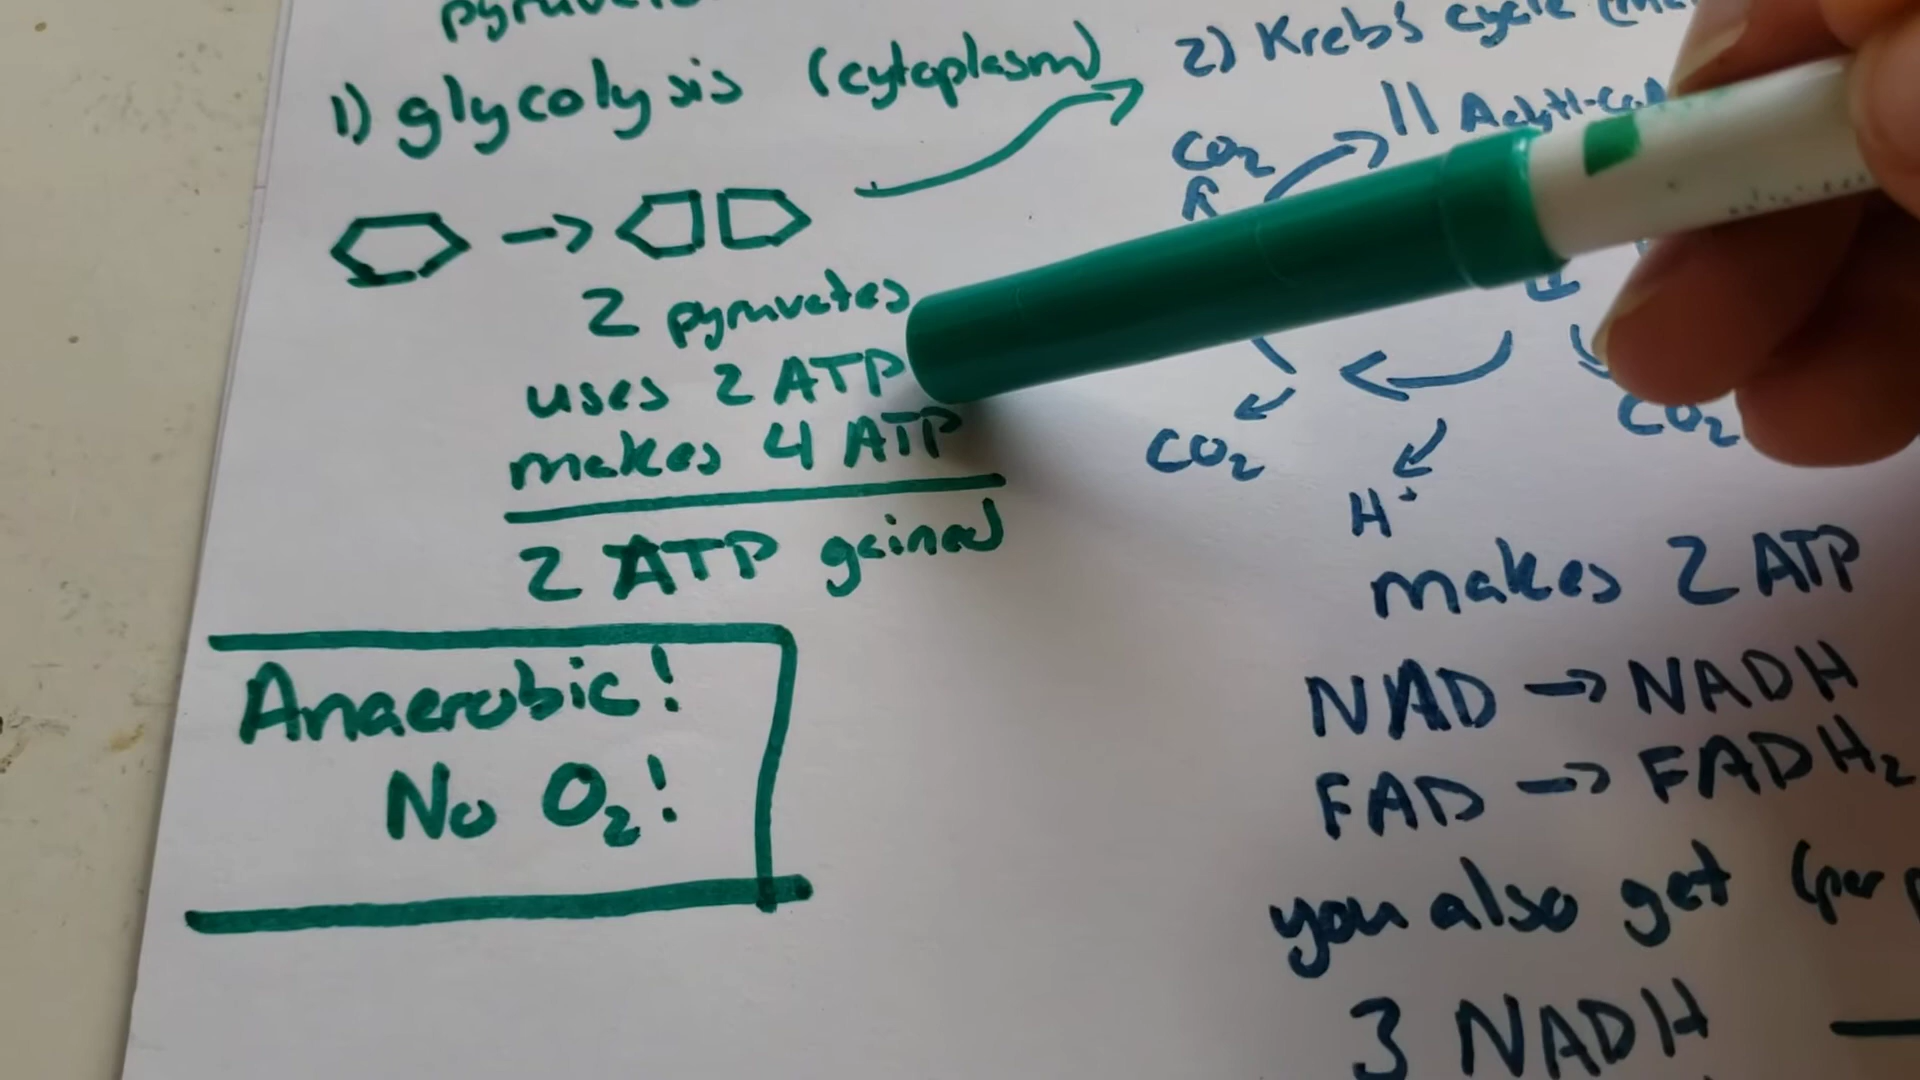 1) glycolysis (cytoplasm)
2 pyruvates
uses 2 ATP
makes 4 ATP
2 ATP gained
Anaerobic!
No O2!
2) Krebs cycle
CO2
CO2
H+
CO2
makes 2 ATP
NAD → NADH
FAD → FADH2
you also get (per
3 NADH